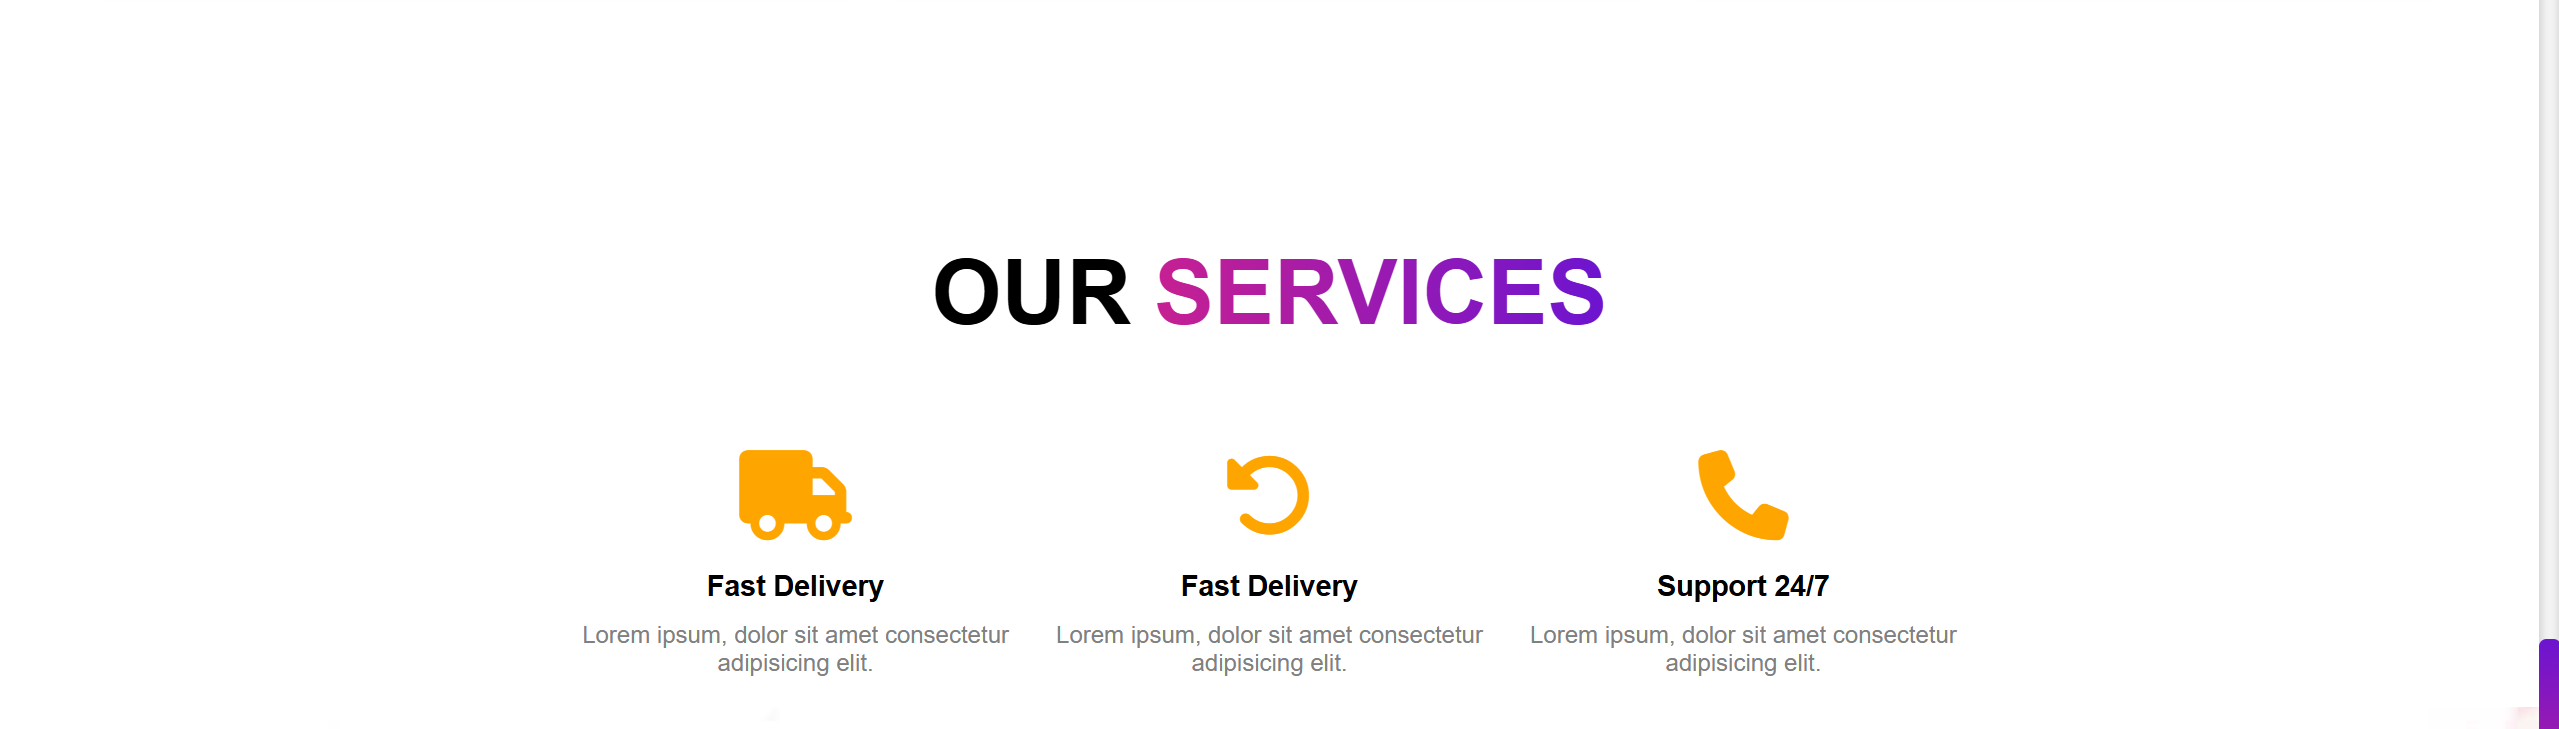 OUR SERVICES
Fast Delivery
Lorem ipsum, dolor sit amet consectetur
adipisicing elit.
Fast Delivery
Lorem ipsum, dolor sit amet consectetur
adipisicing elit.
Support 24/7
Lorem ipsum, dolor sit amet consectetur
adipisicing elit.